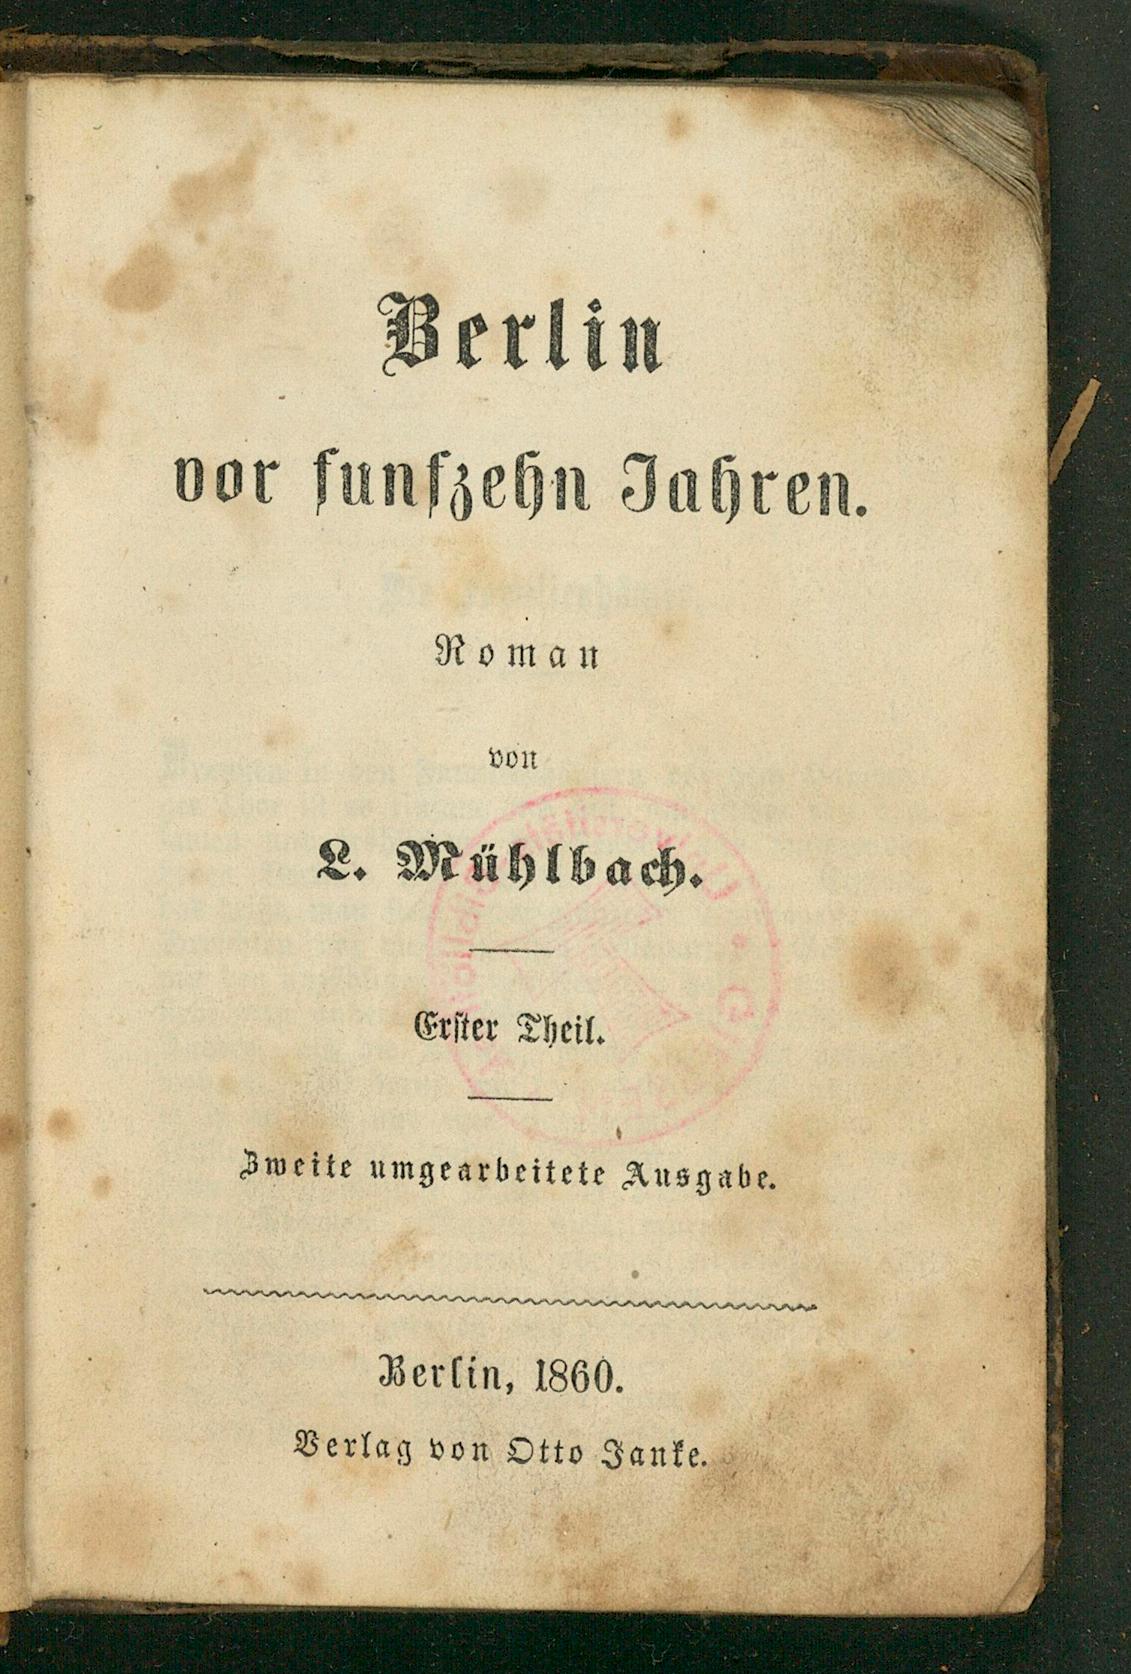 Berlin
vor funfzehn Jahren.
Roman
von
L. Mühlbach.
Erster Theil.
Zweite umgearbeitete Ausgabe.
Berlin, 1860.
Verlag von Otto Janke.